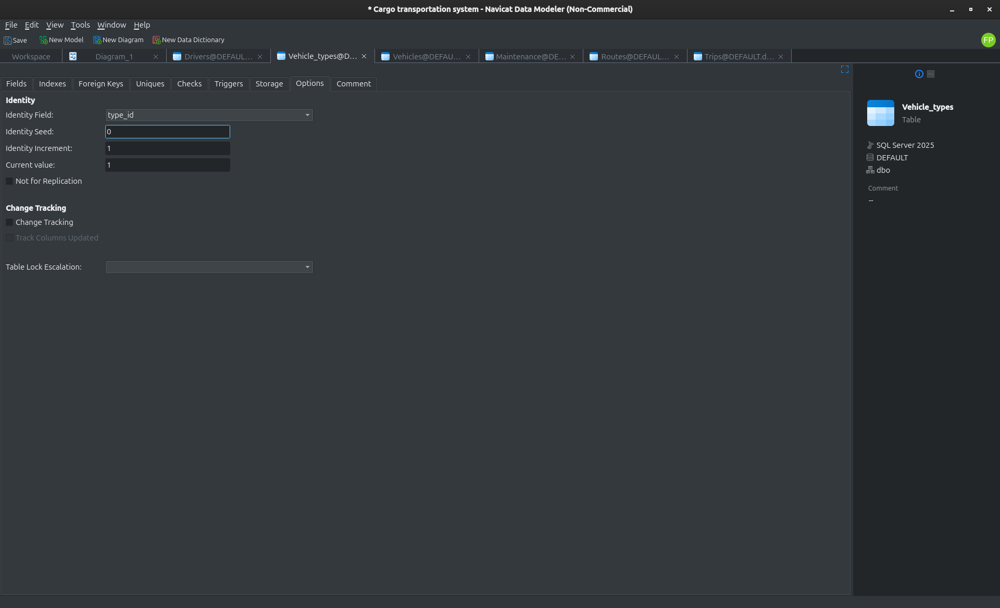 * Cargo transportation system - Navicat Data Modeler (Non-Commercial)
File Edit View Tools Window Help
Save New Model New Diagram New Data Dictionary
FP
Workspace Diagram_1 Drivers@DEFAUL... Vehicle_types@D... Vehicles@DEFAU... Maintenance@DE... Routes@DEFAUL... Trips@DEFAULT.d...
Fields Indexes Foreign Keys Uniques Checks Triggers Storage Options Comment
Identity
Identity Field: type_id
Identity Seed: 0
Identity Increment: 1
Current value: 1
Not for Replication
Change Tracking
Change Tracking
Track Columns Updated
Table Lock Escalation:
Vehicle_types
Table
SQL Server 2025
DEFAULT
dbo
Comment
--